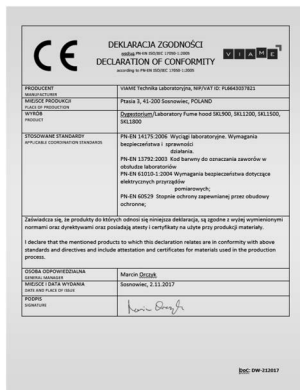 CE
DEKLARACJA ZGODNOŚCI
według PN-EN ISO/IEC 17050-1:2005
DECLARATION OF CONFORMITY
according to PN-EN ISO/IEC 17050-1:2005
VIAME
PRODUCENT
MANUFACTURER
VIAME Technika Laboratoryjna, NIP/VAT ID: PL8643037821
MIEJSCE PRODUKCJI
PLACE OF PRODUCTION
Ptasia 3, 41-200 Sosnowiec, POLAND
WYRÓB
PRODUCT
Dygestorium/Laboratory Fume hood SKL900, SKL1200, SKL1500,
SKL1800
STOSOWANE STANDARDY
APPLICABLE COORDINATION STANDARDS
PN-EN 14175:2006 Wyciągi laboratoryjne. Wymagania
bezpieczeństwa i sprawności
działania.
PN-EN 13792:2003 Kod barwny do oznaczania zaworów w
obsłudze laboratoriów
PN-EN 61010-1:2004 Wymagania bezpieczeństwa dotyczące
elektrycznych przyrządów
pomiarowych;
PN-EN 60529 Stopnie ochrony zapewnianej przez obudowy
ochronne;
Zaświadcza się, że produkty do których odnosi się niniejsza deklaracja, są zgodne z wyżej wymienionymi
normami oraz dyrektywami oraz posiadają atesty i certyfikaty na użyte przy produkcji materiały.
I declare that the mentioned products to which this declaration relates are in conformity with above
standards and directives and include attestation and certificates for materials used in the production
process.
OSOBA ODPOWIEDZIALNA
GENERAL MANAGER
Marcin Orczyk
MIEJSCE I DATA WYDANIA
DATE AND PLACE OF ISSUE
Sosnowiec, 2.11.2017
PODPIS
SIGNATURE
DoC: DW-212017